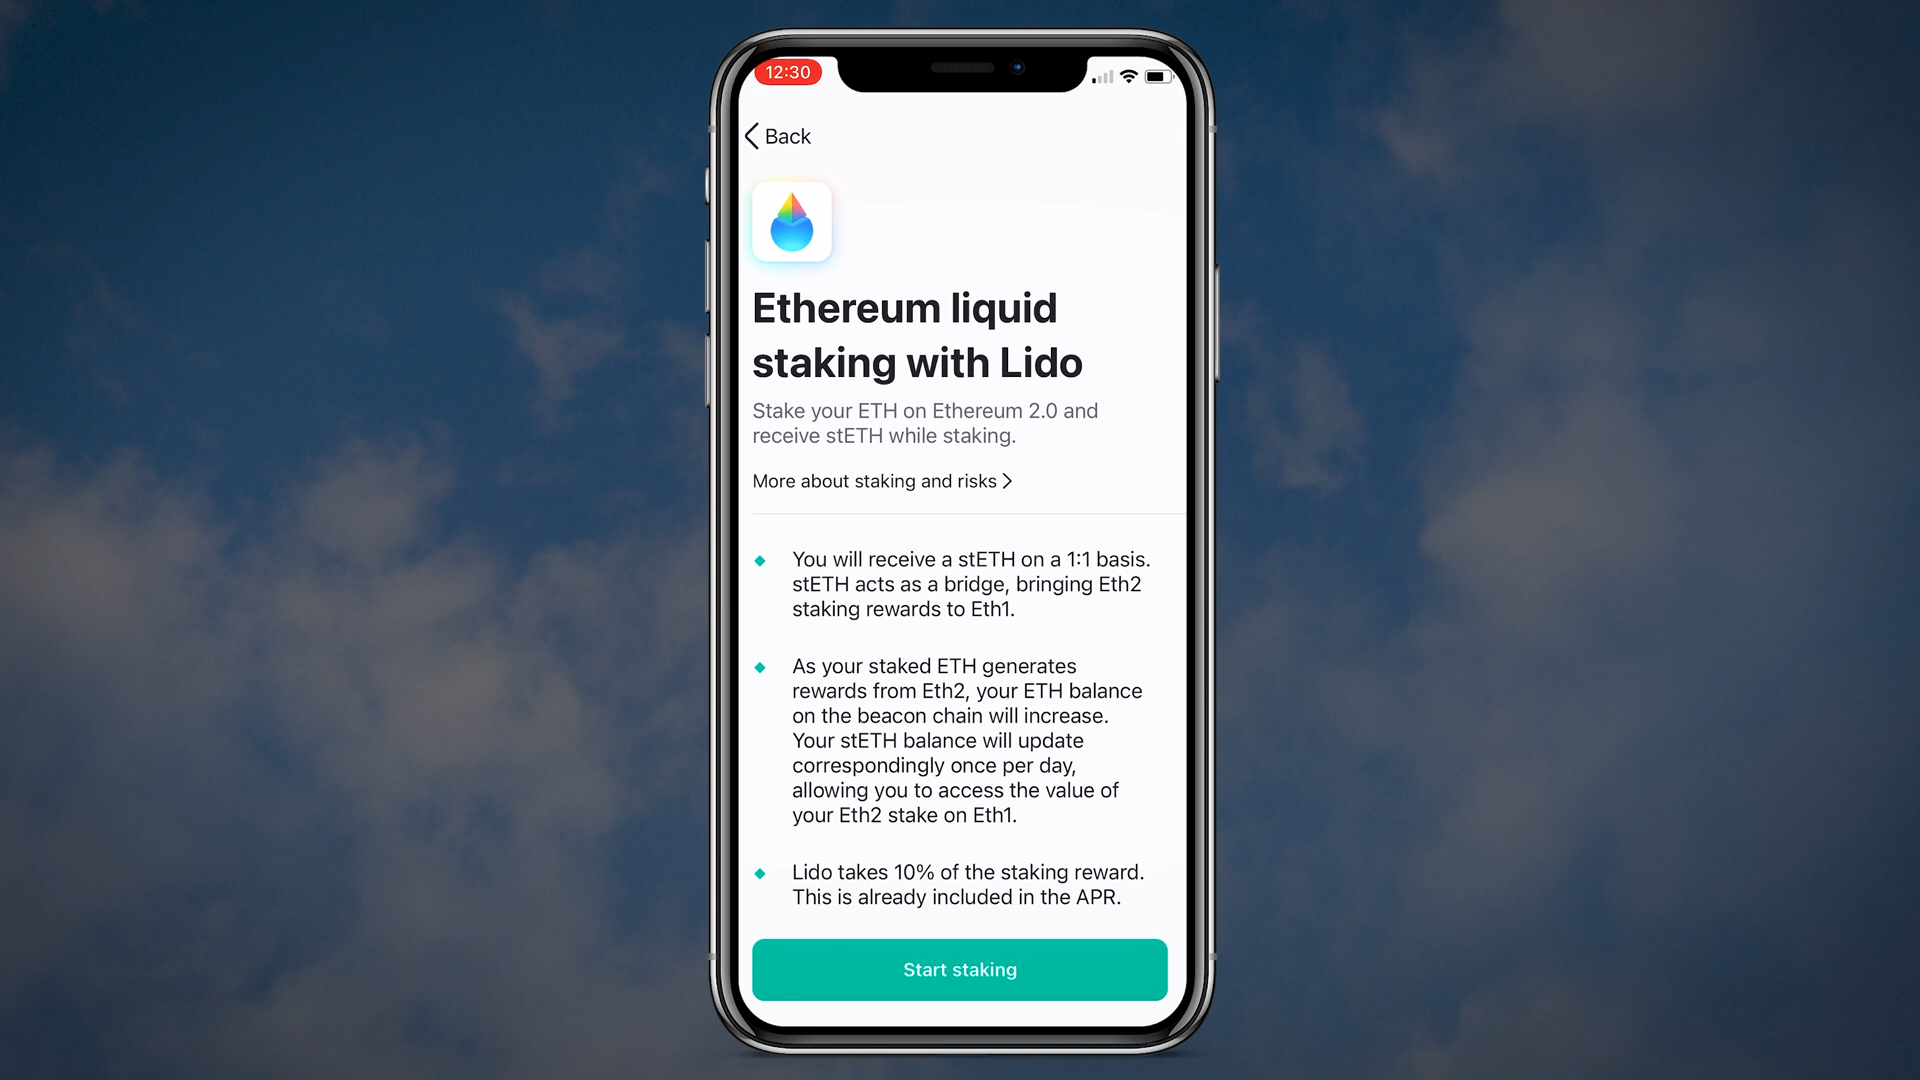 12:30
Back
Ethereum liquid
staking with Lido
Stake your ETH on Ethereum 2.0 and
receive stETH while staking.
More about staking and risks
You will receive a stETH on a 1:1 basis.
stETH acts as a bridge, bringing Eth2
staking rewards to Eth1.
As your staked ETH generates
rewards from Eth2, your ETH balance
on the beacon chain will increase.
Your stETH balance will update
correspondingly once per day,
allowing you to access the value of
your Eth2 stake on Eth1.
Lido takes 10% of the staking reward.
This is already included in the APR.
Start staking